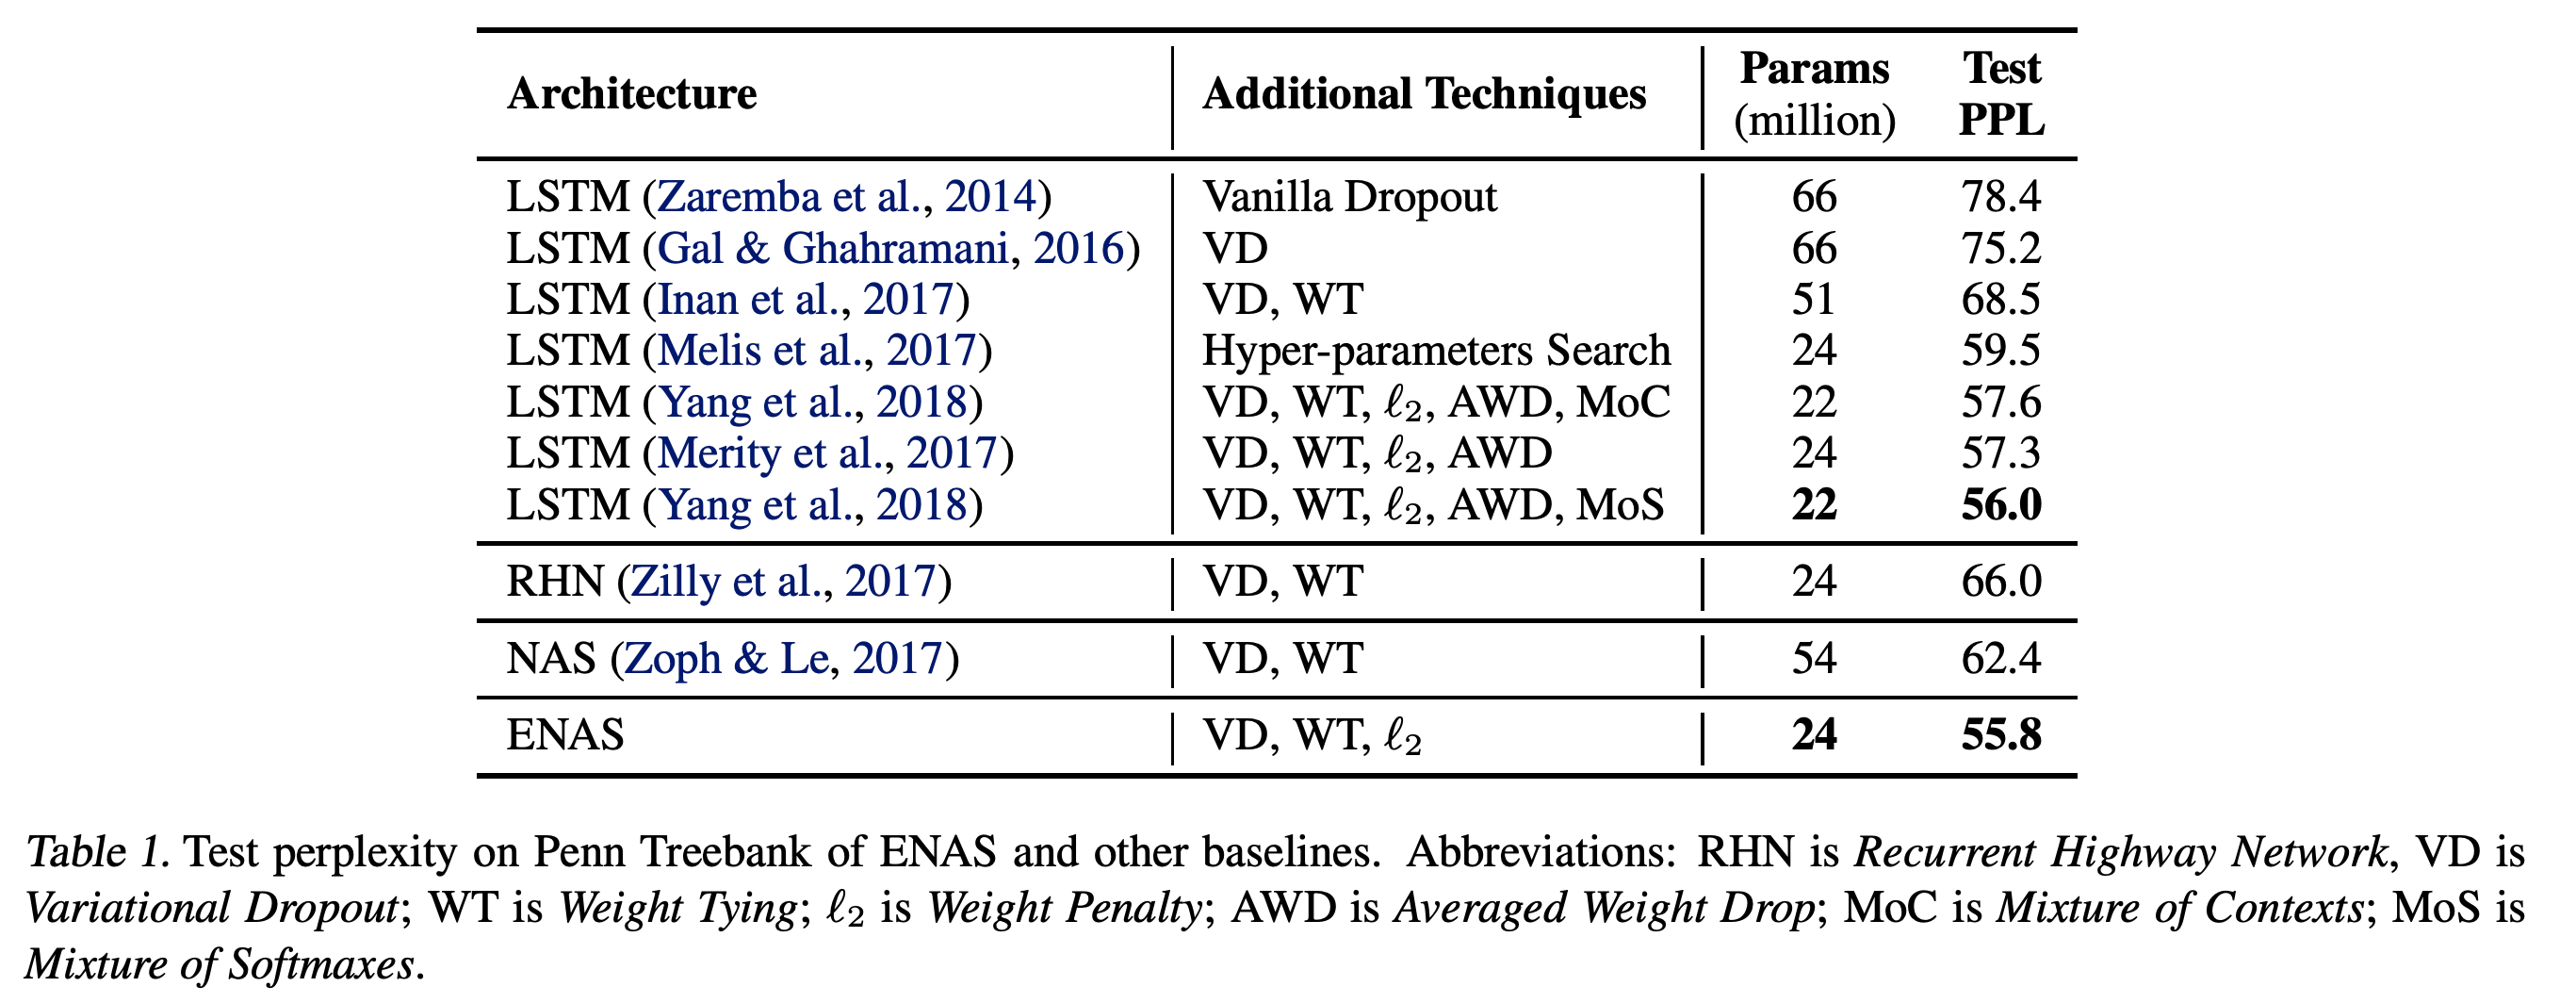 Architecture Additional Techniques Params (million) Test PPL
LSTM (Zaremba et al., 2014) Vanilla Dropout 66 78.4
LSTM (Gal & Ghahramani, 2016) VD 66 75.2
LSTM (Inan et al., 2017) VD, WT 51 68.5
LSTM (Melis et al., 2017) Hyper-parameters Search 24 59.5
LSTM (Yang et al., 2018) VD, WT, ℓ₂, AWD, MoC 22 57.6
LSTM (Merity et al., 2017) VD, WT, ℓ₂, AWD 24 57.3
LSTM (Yang et al., 2018) VD, WT, ℓ₂, AWD, MoS 22 56.0
RHN (Zilly et al., 2017) VD, WT 24 66.0
NAS (Zoph & Le, 2017) VD, WT 54 62.4
ENAS VD, WT, ℓ₂ 24 55.8
Table 1. Test perplexity on Penn Treebank of ENAS and other baselines. Abbreviations: RHN is Recurrent Highway Network, VD is
Variational Dropout; WT is Weight Tying; ℓ₂ is Weight Penalty; AWD is Averaged Weight Drop; MoC is Mixture of Contexts; MoS is
Mixture of Softmaxes.